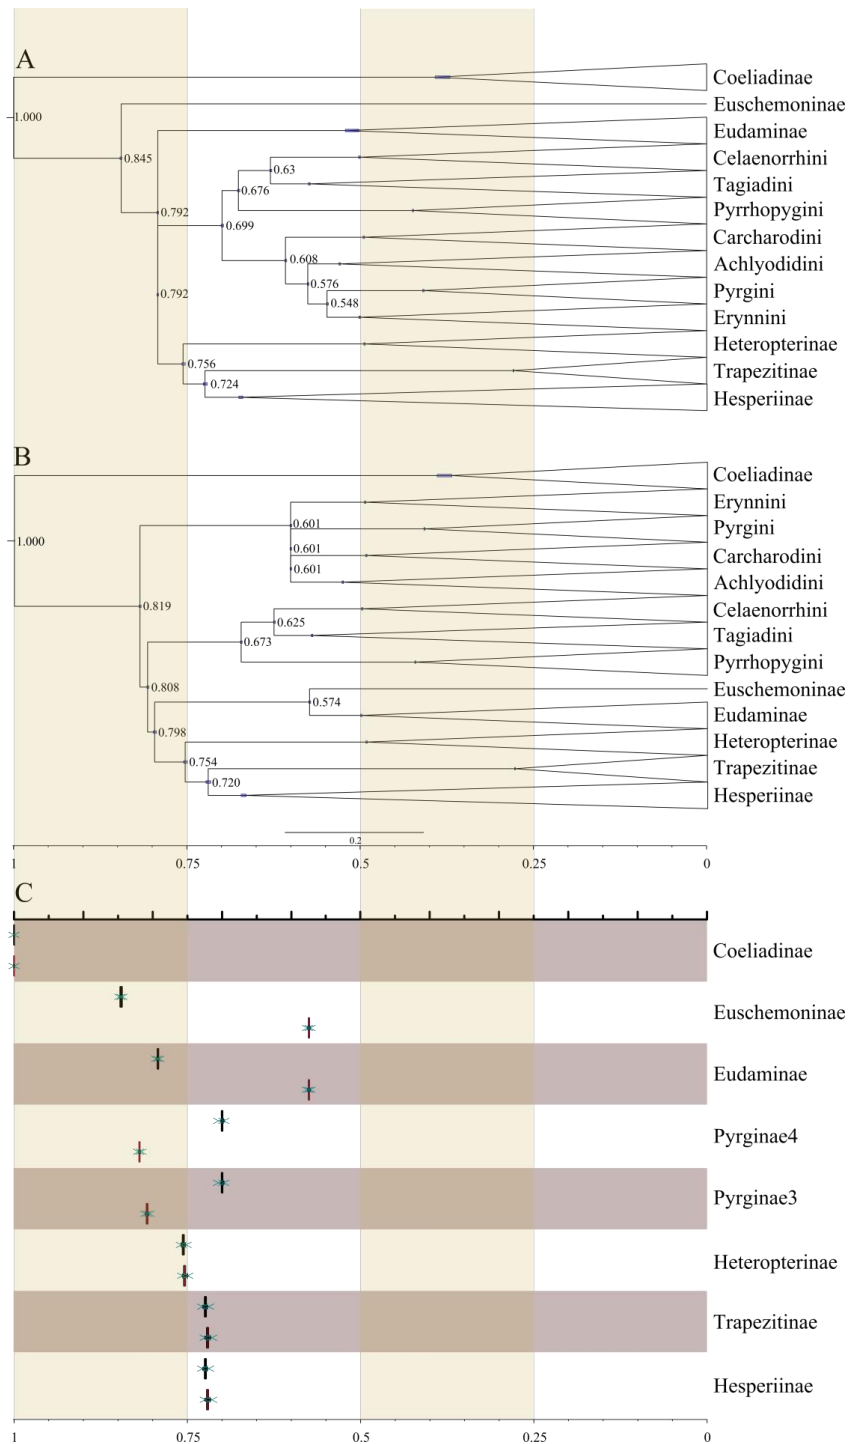 A
Coeliadinae
Euschemoninae
1.000
Eudaminae
0.845
Celaenorrhini
0.63
Tagiadini
0.676
Pyrrhopygini
0.792
0.699
Carcharodini
0.608
Achlyodidini
0.576
Pyrgini
0.792
0.548
Erynnini
Heteropterinae
0.756
Trapezitinae
0.724
Hesperiinae
B
Coeliadinae
Erynnini
0.601
Pyrgini
1.000
0.601
Carcharodini
0.601
Achlyodidini
0.819
Celaenorrhini
0.625
Tagiadini
0.673
Pyrrhopygini
0.808
Euschemoninae
0.574
Eudaminae
0.798
Heteropterinae
0.754
Trapezitinae
0.720
Hesperiinae
0.2
1 0.75 0.5 0.25 0
C
Coeliadinae
Euschemoninae
Eudaminae
Pyrginae4
Pyrginae3
Heteropterinae
Trapezitinae
Hesperiinae
1 0.75 0.5 0.25 0